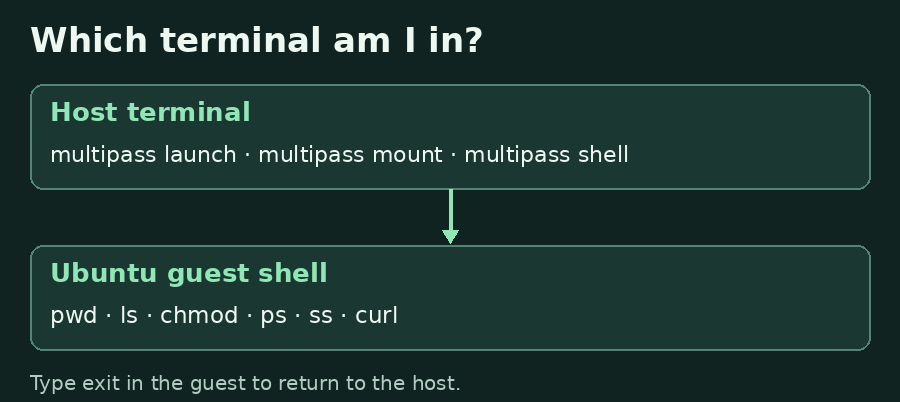 Which terminal am I in?
Host terminal
multipass launch · multipass mount · multipass shell
Ubuntu guest shell
pwd · ls · chmod · ps · ss · curl
Type exit in the guest to return to the host.